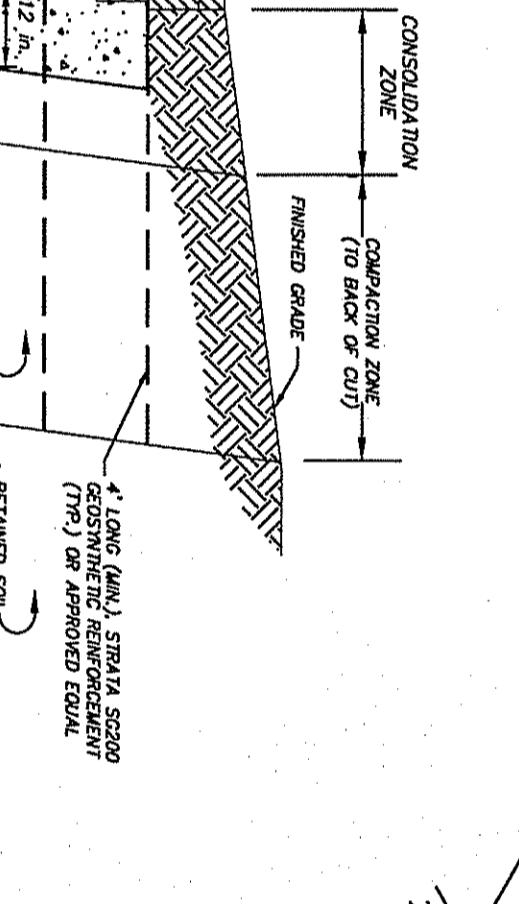 CONSOLIDATION
ZONE
COMPACTION ZONE
(TO BACK OF CUT)
FINISHED GRADE
12 in.
4' LONG (MIN.), STRATA SG200
GEOSYNTHETIC REINFORCEMENT
(TYP.) OR APPROVED EQUAL
RETAINED SOIL